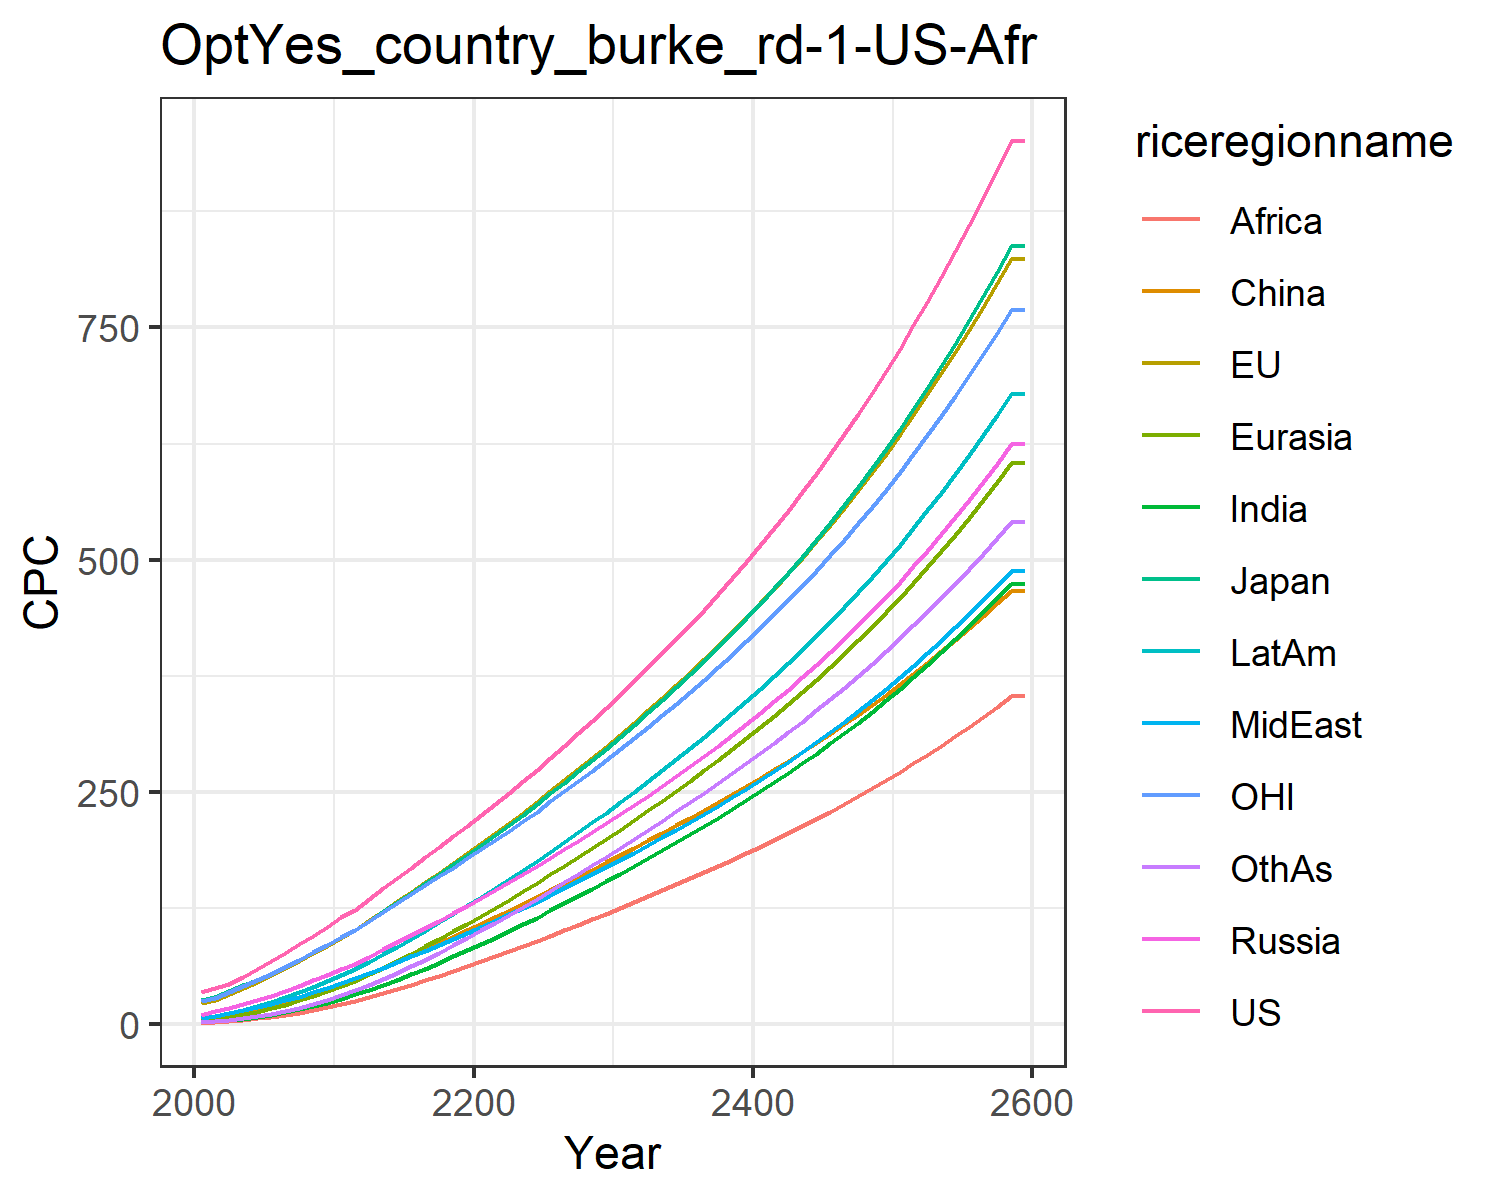 OptYes_country_burke_rd-1-US-Afr
CPC
750
500
250
0
2000 2200 2400 2600
Year
riceregionname
Africa
China
EU
Eurasia
India
Japan
LatAm
MidEast
OHI
OthAs
Russia
US